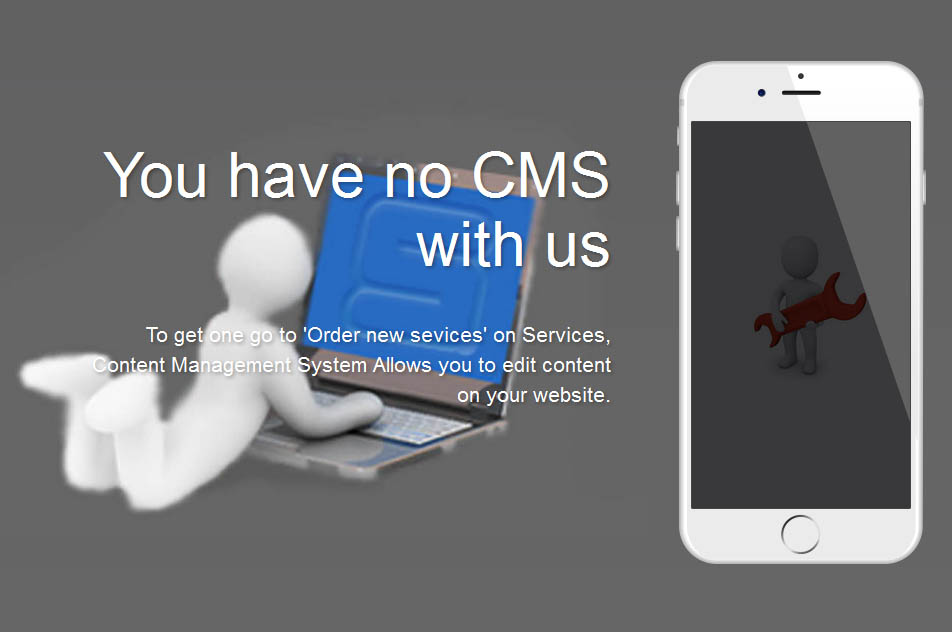 You have no CMS
with us
To get one go to 'Order new sevices' on Services,
Content Management System Allows you to edit content
on your website.